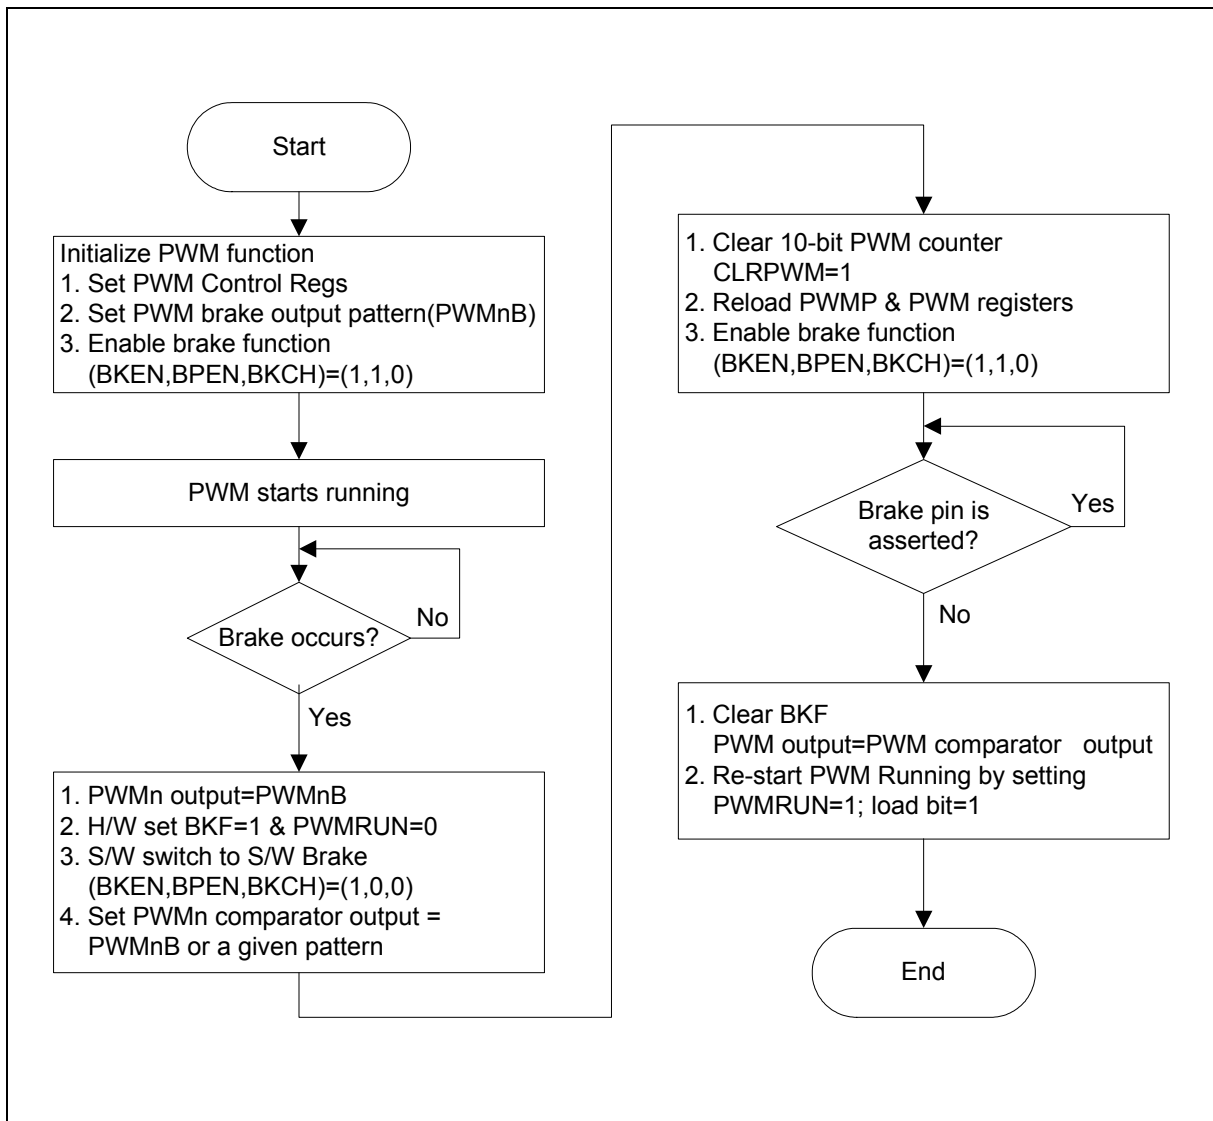 Start
Initialize PWM function
1. Set PWM Control Regs
2. Set PWM brake output pattern(PWMnB)
3. Enable brake function
(BKEN,BPEN,BKCH)=(1,1,0)
PWM starts running
Brake occurs?
No
Yes
1. PWMn output=PWMnB
2. H/W set BKF=1 & PWMRUN=0
3. S/W switch to S/W Brake
(BKEN,BPEN,BKCH)=(1,0,0)
4. Set PWMn comparator output =
PWMnB or a given pattern
1. Clear 10-bit PWM counter
CLRPWM=1
2. Reload PWMP & PWM registers
3. Enable brake function
(BKEN,BPEN,BKCH)=(1,1,0)
Brake pin is
asserted?
Yes
No
1. Clear BKF
PWM output=PWM comparator output
2. Re-start PWM Running by setting
PWMRUN=1; load bit=1
End